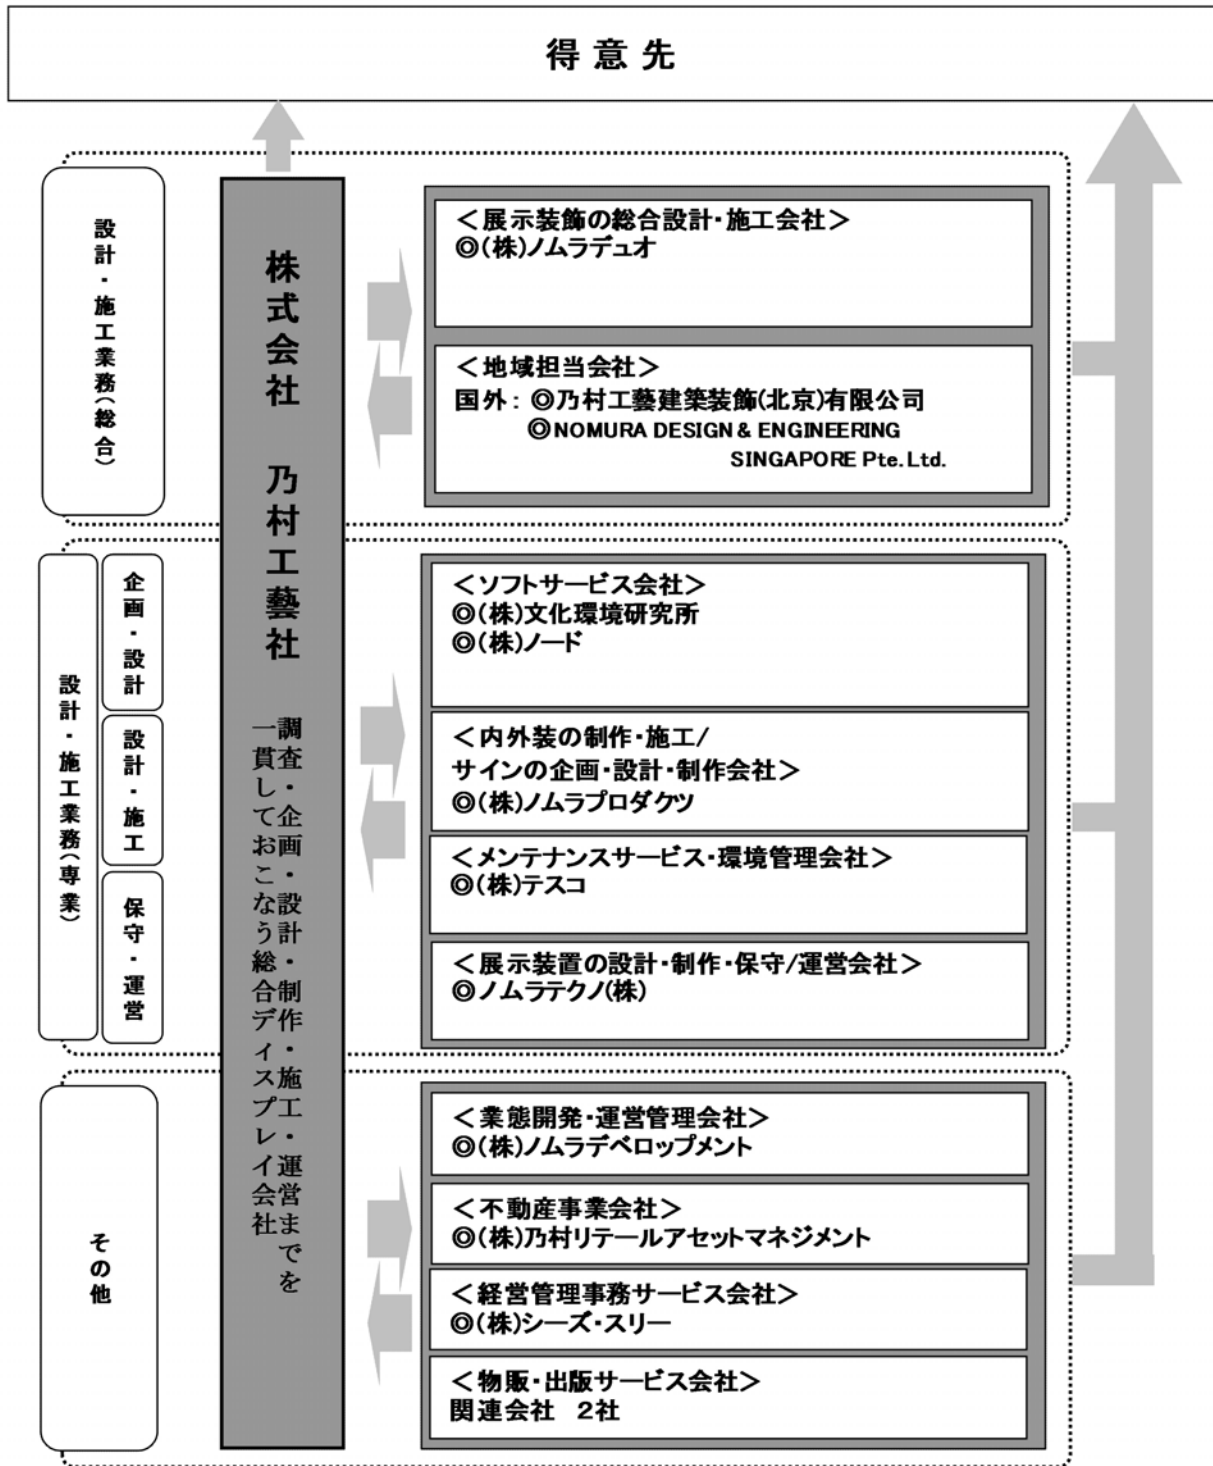 得意先
設計・施工業務(総合)
株式会社 乃村工藝社
調査・企画・設計・制作・施工・運営までを
一貫しておこなう総合ディスプレイ会社
<展示装飾の総合設計・施工会社>
◎(株)ノムラデュオ
<地域担当会社>
国外: ◎乃村工藝建築装飾(北京)有限公司
◎NOMURA DESIGN & ENGINEERING
SINGAPORE Pte.Ltd.
設計・施工業務(専業)
企画・設計
設計・施工
保守・運営
<ソフトサービス会社>
◎(株)文化環境研究所
◎(株)ノード
<内外装の制作・施工/
サインの企画・設計・制作会社>
◎(株)ノムラプロダクツ
<メンテナンスサービス・環境管理会社>
◎(株)テスコ
<展示装置の設計・制作・保守/運営会社>
◎ノムラテクノ(株)
その他
<業態開発・運営管理会社>
◎(株)ノムラデベロップメント
<不動産事業会社>
◎(株)乃村リテールアセットマネジメント
<経営管理事務サービス会社>
◎(株)シーズ・スリー
<物販・出版サービス会社>
関連会社 2社